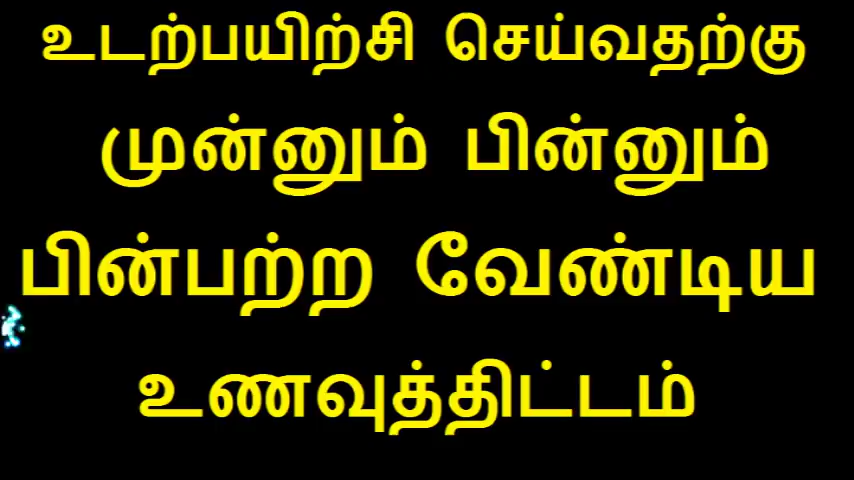 உடற்பயிற்சி செய்வதற்கு
முன்னும் பின்னும்
பின்பற்ற வேண்டிய
உணவுத்திட்டம்